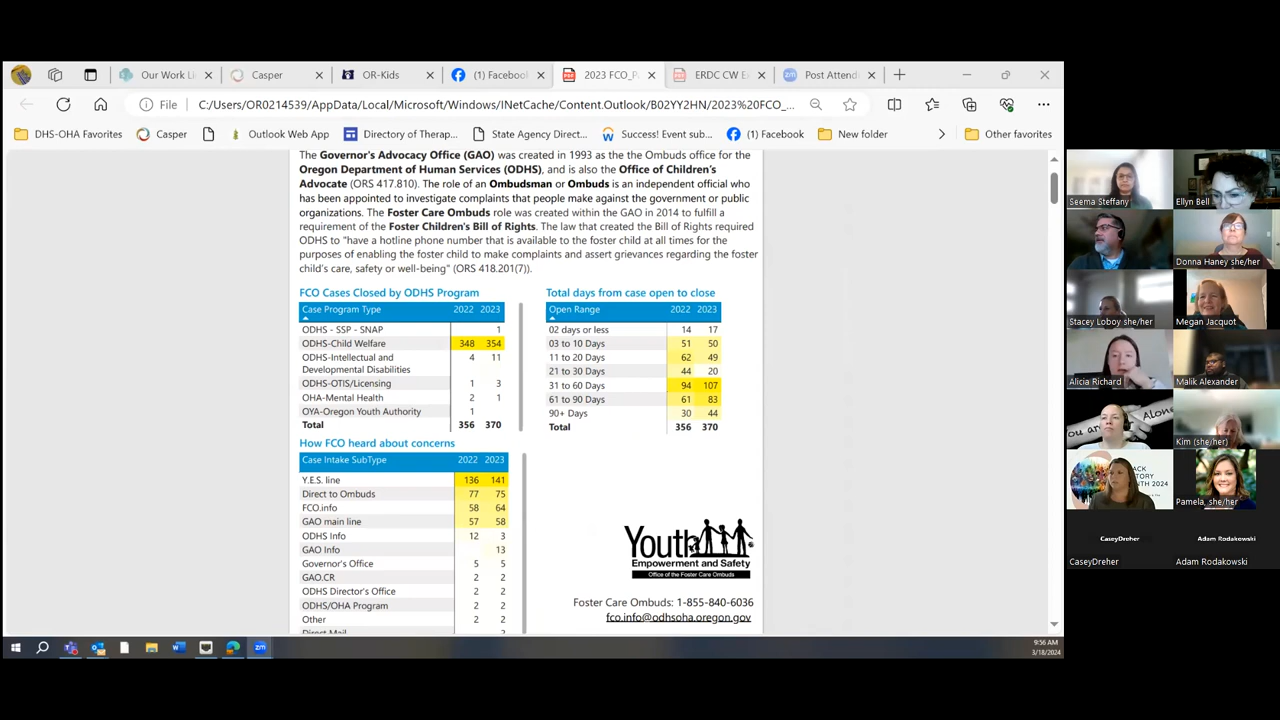 Our Work Li
Casper
OR-Kids
(1) Facebool
2023 FCO_P
ERDC CW E
Post Attend
File
C:/Users/OR0214539/AppData/Local/Microsoft/Windows/INetCache/Content.Outlook/B02YY2HN/2023%20FCO_...
DHS-OHA Favorites
Casper
Outlook Web App
Directory of Therap...
State Agency Direct...
Success! Event sub...
(1) Facebook
New folder
Other favorites
The Governor's Advocacy Office (GAO) was created in 1993 as the the Ombuds office for the
Oregon Department of Human Services (ODHS), and is also the Office of Children's
Advocate (ORS 417.810). The role of an Ombudsman or Ombuds is an independent official who
has been appointed to investigate complaints that people make against the government or public
organizations. The Foster Care Ombuds role was created within the GAO in 2014 to fulfill a
requirement of the Foster Children's Bill of Rights. The law that created the Bill of Rights required
ODHS to "have a hotline phone number that is available to the foster child at all times for the
purposes of enabling the foster child to make complaints and assert grievances regarding the foster
child's care, safety or well-being" (ORS 418.201(7)).
FCO Cases Closed by ODHS Program
Case Program Type 2022 2023
ODHS - SSP - SNAP 1
ODHS-Child Welfare 348 354
ODHS-Intellectual and 4 11
Developmental Disabilities
ODHS-OTIS/Licensing 1 3
OHA-Mental Health 2 1
OYA-Oregon Youth Authority 1
Total 356 370
Total days from case open to close
Open Range 2022 2023
02 days or less 14 17
03 to 10 Days 51 50
11 to 20 Days 62 49
21 to 30 Days 44 20
31 to 60 Days 94 107
61 to 90 Days 61 83
90+ Days 30 44
Total 356 370
How FCO heard about concerns
Case Intake SubType 2022 2023
Y.E.S. line 136 141
Direct to Ombuds 77 75
FCO.info 58 64
GAO main line 57 58
ODHS Info 12 3
GAO Info 13
Governor's Office 5 5
GAO.CR 2 2
ODHS Director's Office 2 2
ODHS/OHA Program 2 2
Other 2 2
Direct Mail
Youth
Empowerment and Safety
Office of the Foster Care Ombuds
Foster Care Ombuds: 1-855-840-6036
fco.info@odhsoha.oregon.gov
9:56 AM
3/18/2024
Seema Steffany
Ellyn Bell
Donna Haney she/her
Stacey Loboy she/her
Megan Jacquot
Alicia Richard
Malik Alexander
You are
Alone
Kim (she/her)
Pamela, she/her
CaseyDreher
CaseyDreher
Adam Rodakowski
Adam Rodakowski